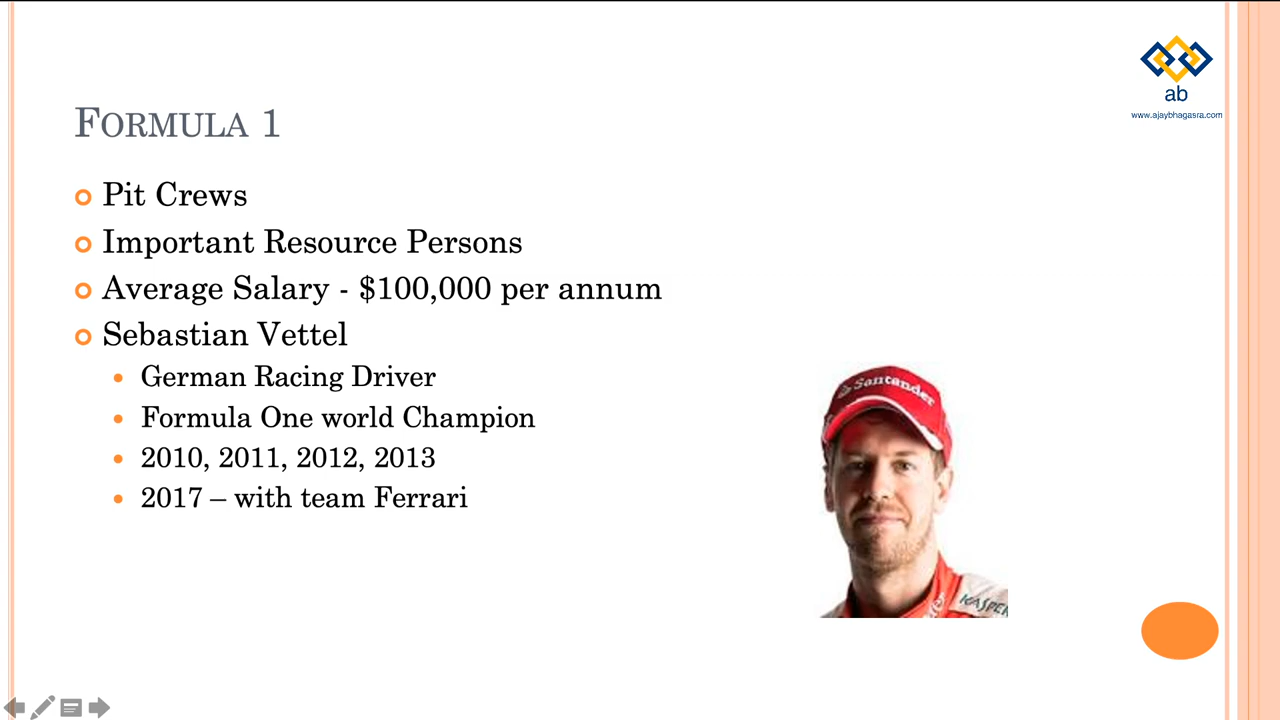 ab
www.ajaybhagasra.com
FORMULA 1
Pit Crews
Important Resource Persons
Average Salary - $100,000 per annum
Sebastian Vettel
German Racing Driver
Formula One world Champion
2010, 2011, 2012, 2013
2017 – with team Ferrari
Santander
KASPER